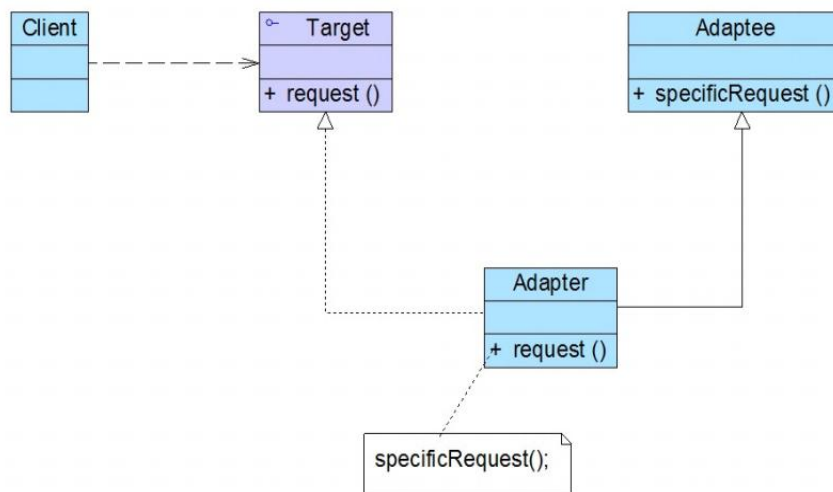 Client
Target
+ request ()
Adaptee
+ specificRequest ()
Adapter
+ request ()
specificRequest();